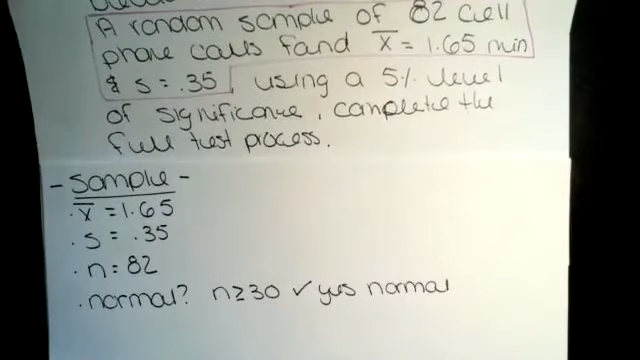 A random sample of 82 cell
phone calls fand x̄ = 1.65 min
& s = .35, using a 5% level
of significance, complete the
full test process.
- Sample -
· x̄ = 1.65
· s = .35
· n = 82
· normal? n ≥ 30 ✓ yes normal